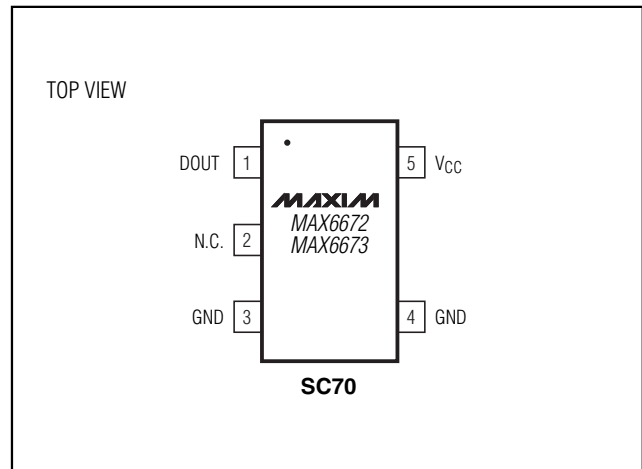 TOP VIEW
DOUT 1
5 VCC
MAXIM
MAX6672
MAX6673
N.C. 2
GND 3
4 GND
SC70